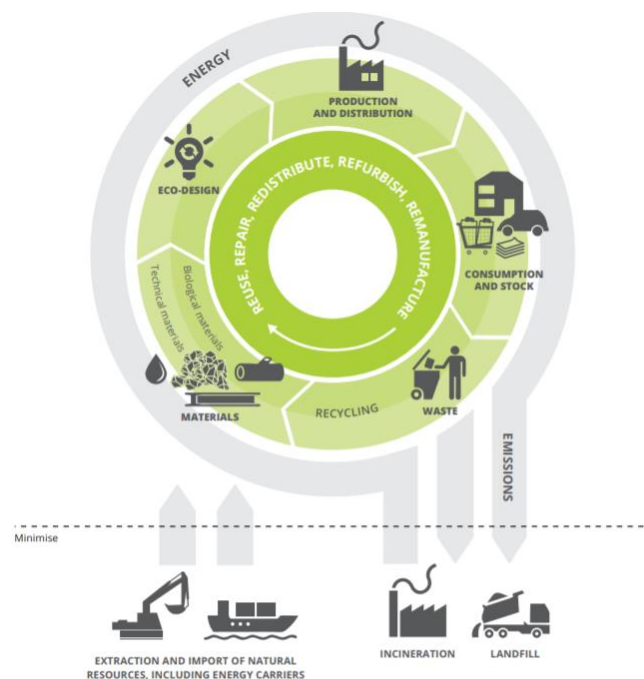 ENERGY
PRODUCTION
AND DISTRIBUTION
ECO-DESIGN
REUSE, REPAIR, REDISTRIBUTE, REFURBISH, REMANUFACTURE
CONSUMPTION
AND STOCK
Technical materials
Biological materials
MATERIALS
RECYCLING
WASTE
EMISSIONS
Minimise
EXTRACTION AND IMPORT OF NATURAL
RESOURCES, INCLUDING ENERGY CARRIERS
INCINERATION
LANDFILL